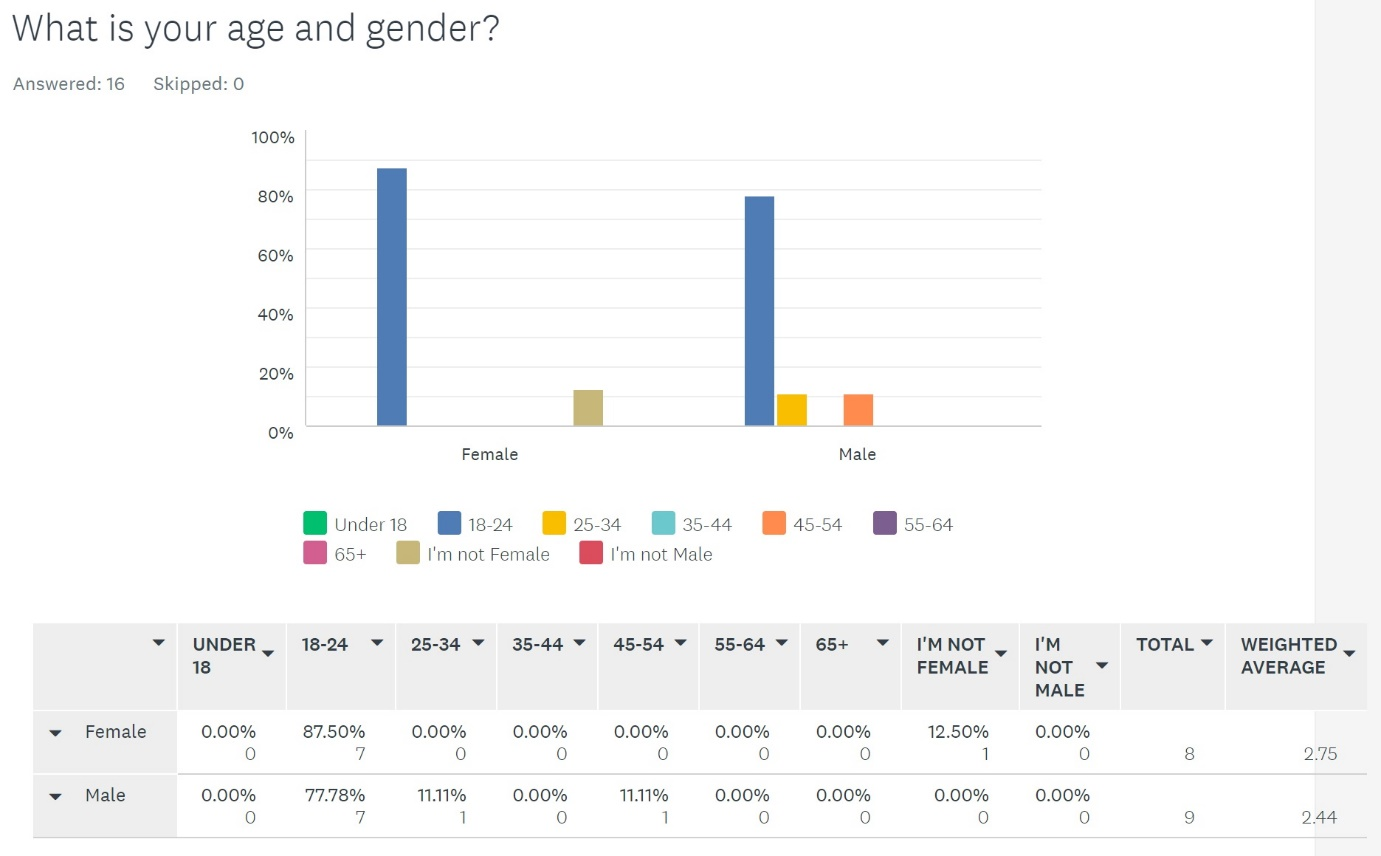 What is your age and gender?
Answered: 16 Skipped: 0
100%
80%
60%
40%
20%
0%
Female Male
Under 18 18-24 25-34 35-44 45-54 55-64
65+ I'm not Female I'm not Male
UNDER 18 18-24 25-34 35-44 45-54 55-64 65+ I'M NOT FEMALE I'M NOT MALE TOTAL WEIGHTED AVERAGE
Female 0.00% 87.50% 0.00% 0.00% 0.00% 0.00% 0.00% 12.50% 0.00%
0 7 0 0 0 0 0 1 0 8 2.75
Male 0.00% 77.78% 11.11% 0.00% 11.11% 0.00% 0.00% 0.00% 0.00%
0 7 1 0 1 0 0 0 0 9 2.44